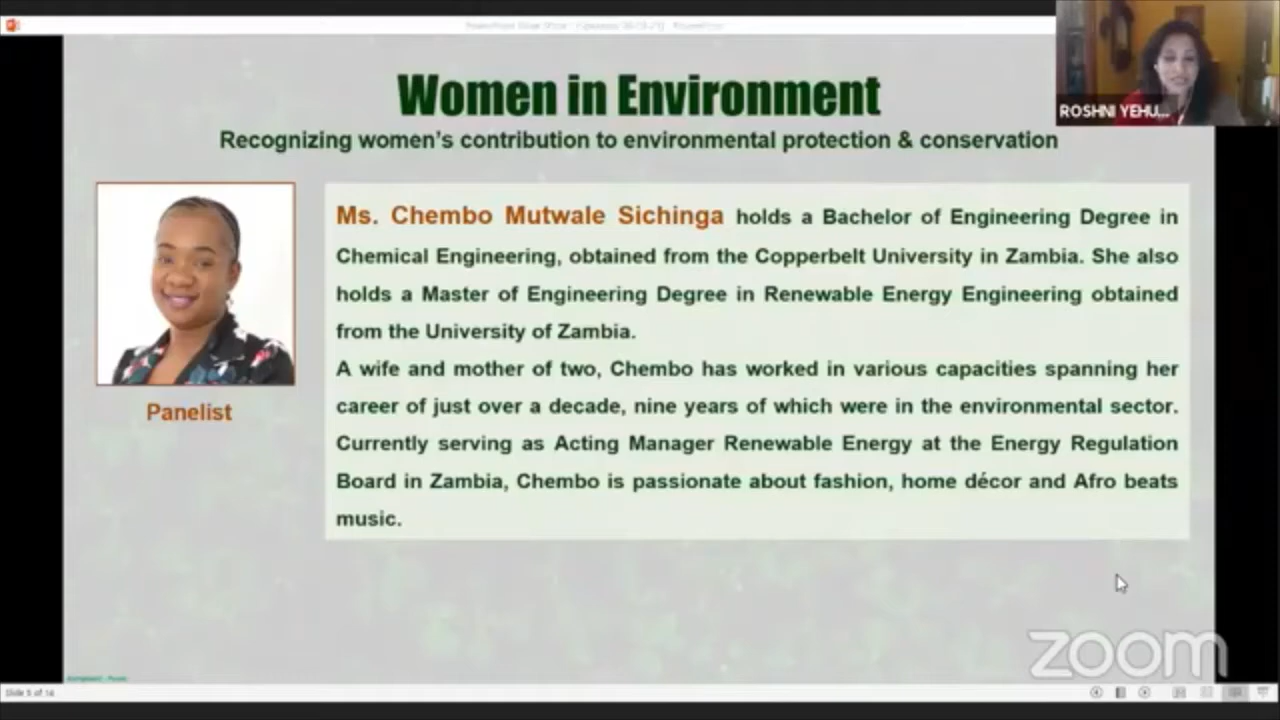 Women in Environment
Recognizing women's contribution to environmental protection & conservation
ROSHNI YEHU...
Ms. Chembo Mutwale Sichinga holds a Bachelor of Engineering Degree in
Chemical Engineering, obtained from the Copperbelt University in Zambia. She also
holds a Master of Engineering Degree in Renewable Energy Engineering obtained
from the University of Zambia.
A wife and mother of two, Chembo has worked in various capacities spanning her
career of just over a decade, nine years of which were in the environmental sector.
Currently serving as Acting Manager Renewable Energy at the Energy Regulation
Board in Zambia, Chembo is passionate about fashion, home décor and Afro beats
music.
Panelist
zoom
Slide 5 of 14